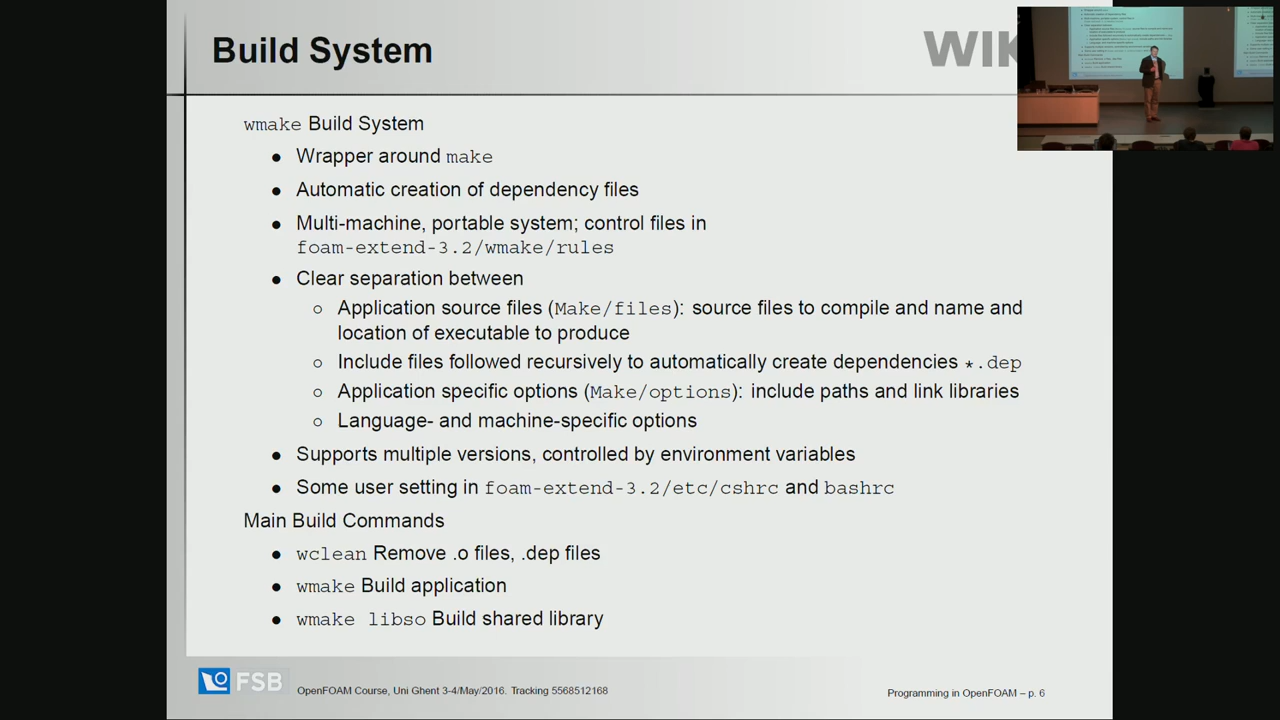 Build System
WIK
wmake Build System
● Wrapper around make
● Automatic creation of dependency files
● Multi-machine, portable system; control files in
foam-extend-3.2/wmake/rules
● Clear separation between
○ Application source files (Make/files): source files to compile and name and
location of executable to produce
○ Include files followed recursively to automatically create dependencies *.dep
○ Application specific options (Make/options): include paths and link libraries
○ Language- and machine-specific options
● Supports multiple versions, controlled by environment variables
● Some user setting in foam-extend-3.2/etc/cshrc and bashrc
Main Build Commands
● wclean Remove .o files, .dep files
● wmake Build application
● wmake libso Build shared library
FSB
OpenFOAM Course, Uni Ghent 3-4/May/2016. Tracking 5568512168
Programming in OpenFOAM – p. 6